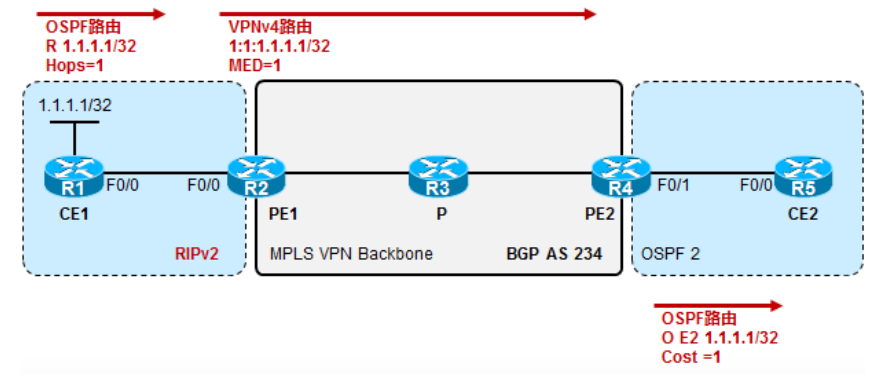 OSPF路由
R 1.1.1.1/32
Hops=1
VPNv4路由
1:1:1.1.1.1/32
MED=1
1.1.1.1/32
R1
F0/0
F0/0
R2
R3
R4
F0/1
F0/0
R5
CE1
PE1
P
PE2
CE2
RIPv2
MPLS VPN Backbone
BGP AS 234
OSPF 2
OSPF路由
O E2 1.1.1.1/32
Cost =1